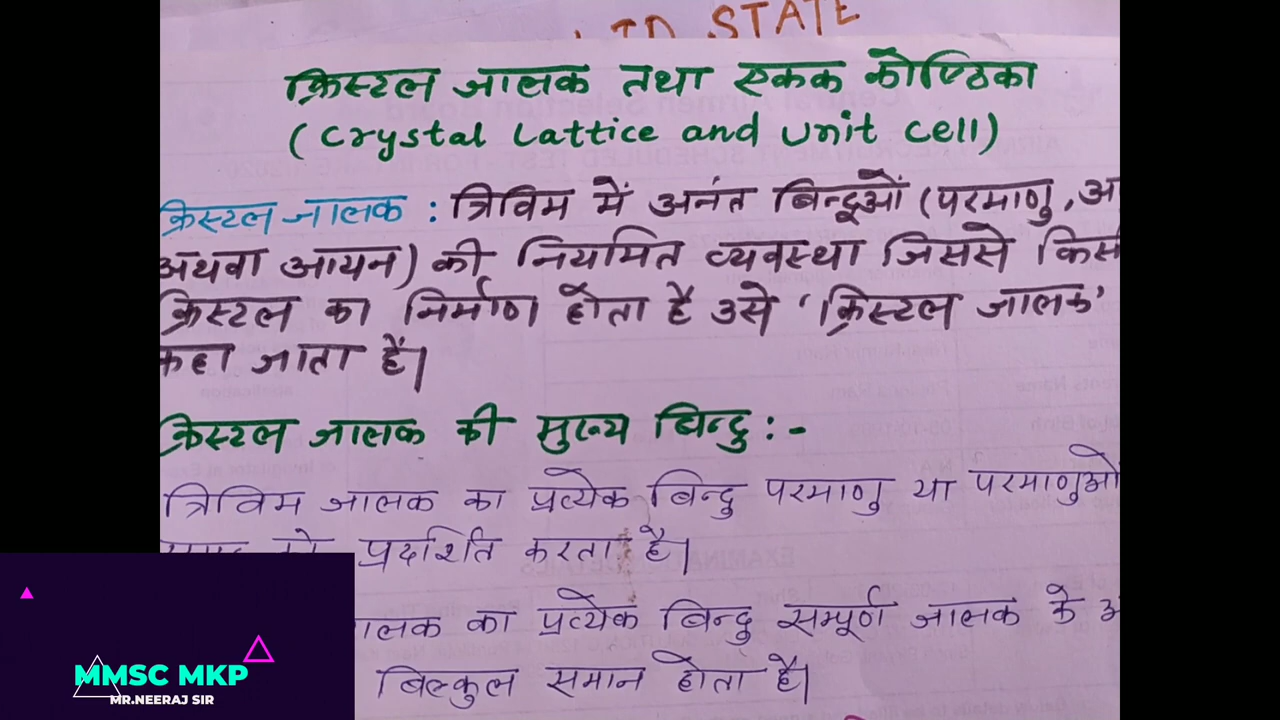 STATE
क्रिस्टल जालक तथा एकक कोष्ठिका
(Crystal Lattice and Unit Cell)
क्रिस्टल जालक : त्रिविम में अनंत बिन्दूओं (परमाणु,
अथवा आयन) की नियमित व्यवस्था जिससे
क्रिस्टल का निर्माण होता है उसे 'क्रिस्टल जालक'
कहा जाता है।
क्रिस्टल जालक की मुख्य बिन्दु :-
त्रिविम जालक का प्रत्येक बिन्दु परमाणु या परमाणुओं
प्रदर्शित करता है।
का प्रत्येक बिन्दु सम्पूर्ण जालक के
बिल्कुल समान होता है।
MMSC MKP
MR.NEERAJ SIR